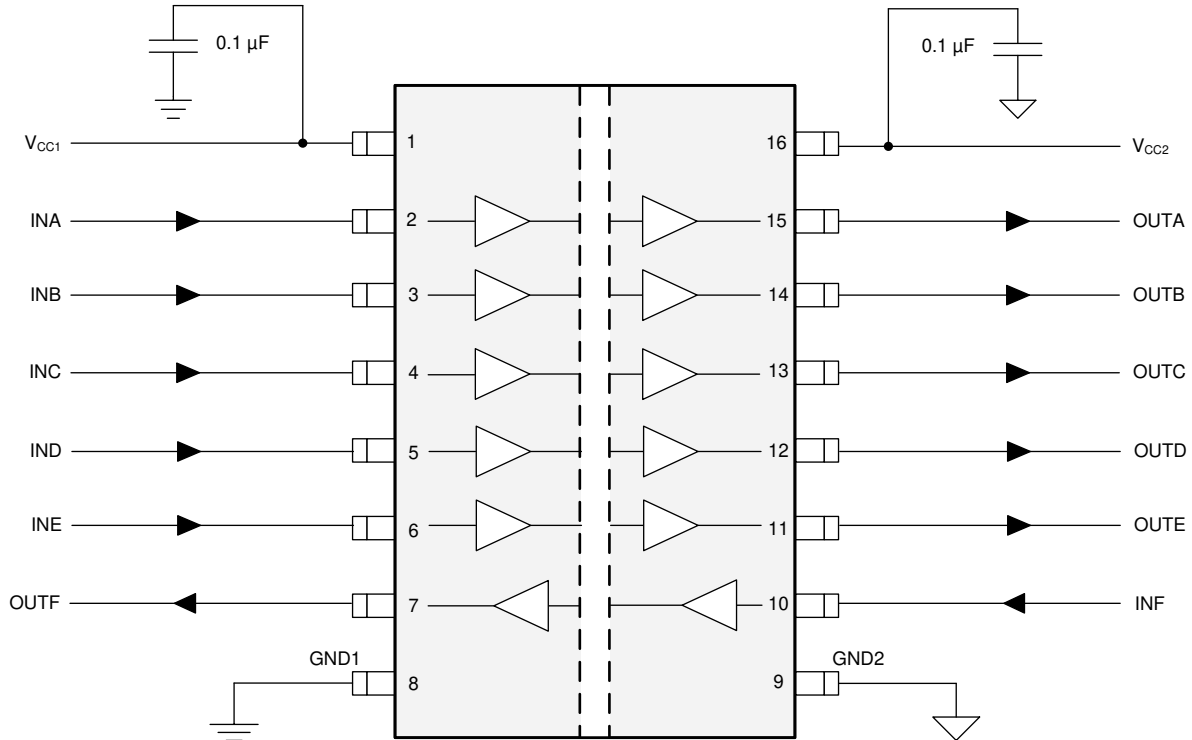 0.1 µF
0.1 µF
VCC1
1
16
VCC2
INA
2
15
OUTA
INB
3
14
OUTB
INC
4
13
OUTC
IND
5
12
OUTD
INE
6
11
OUTE
OUTF
7
10
INF
GND1
GND2
8
9